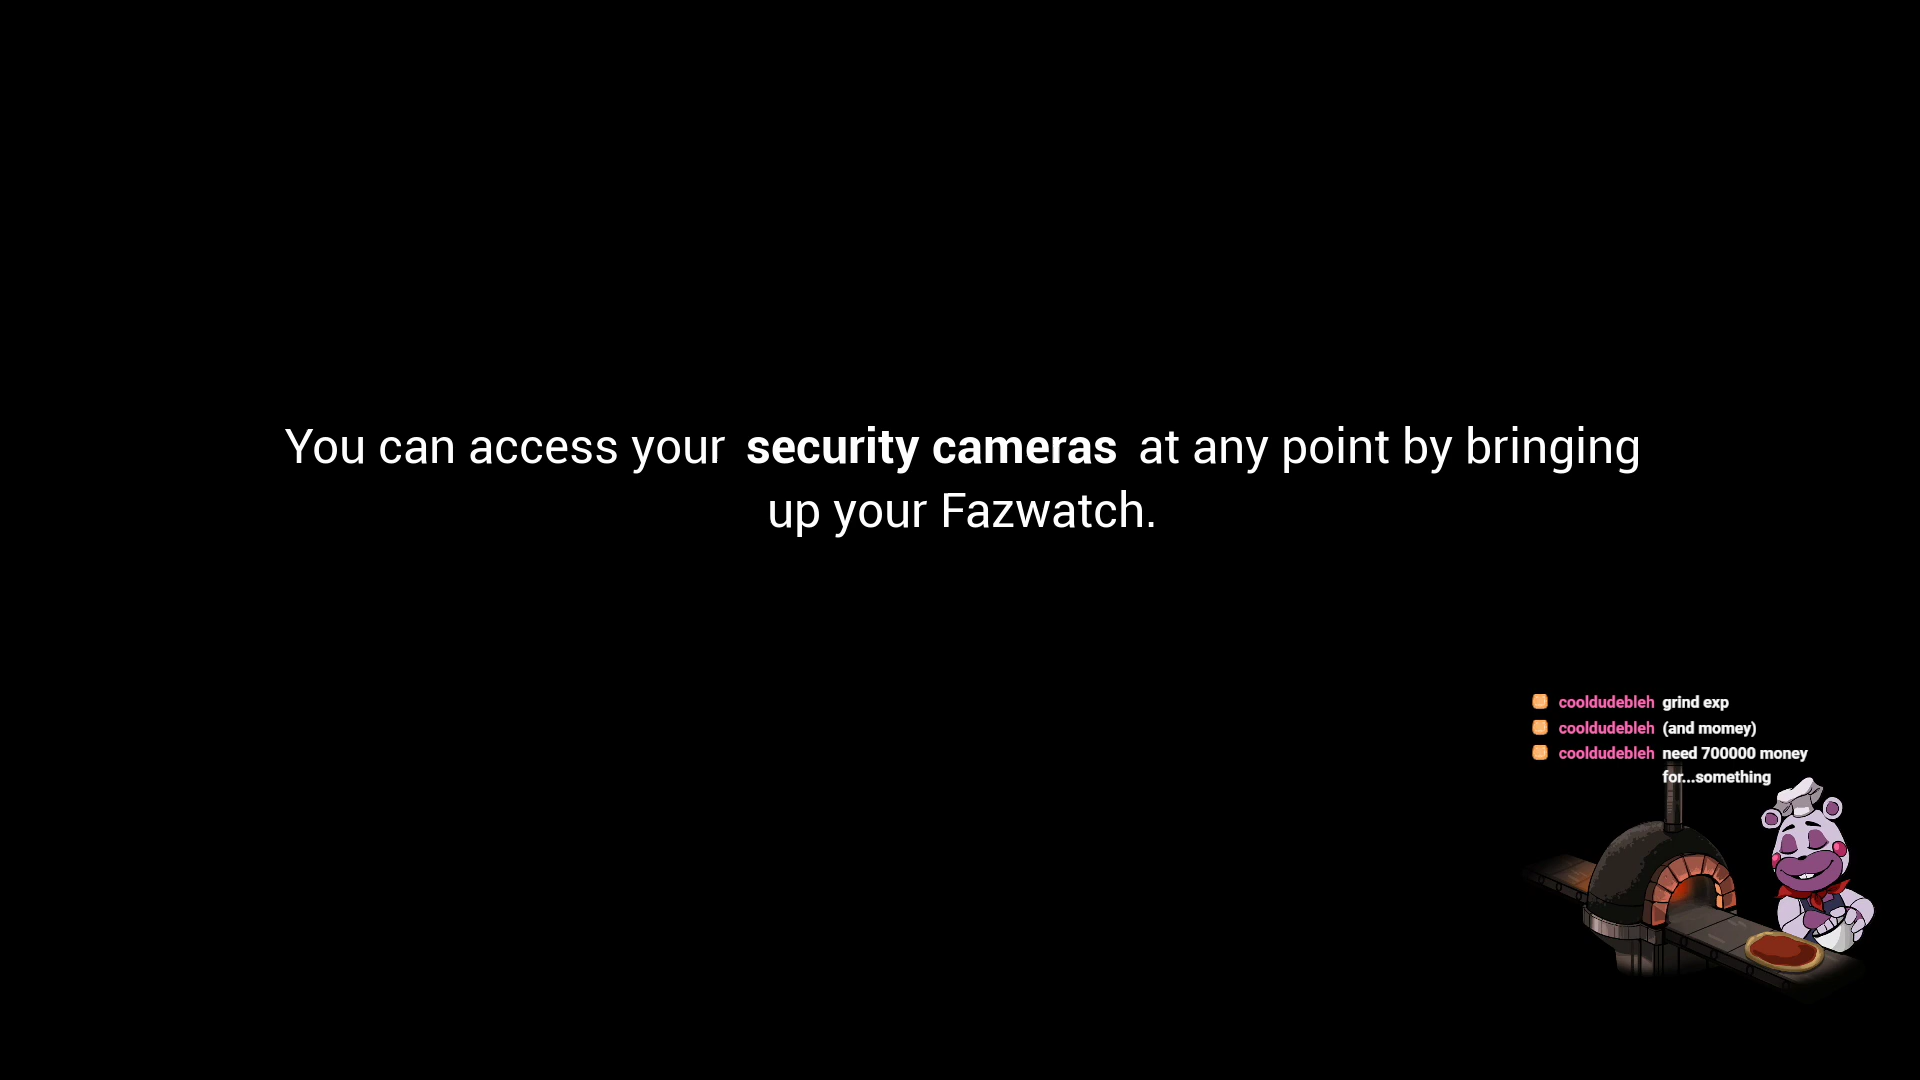 You can access your security cameras at any point by bringing
up your Fazwatch.
cooldudebleh grind exp
cooldudebleh (and momey)
cooldudebleh need 700000 money
for...something